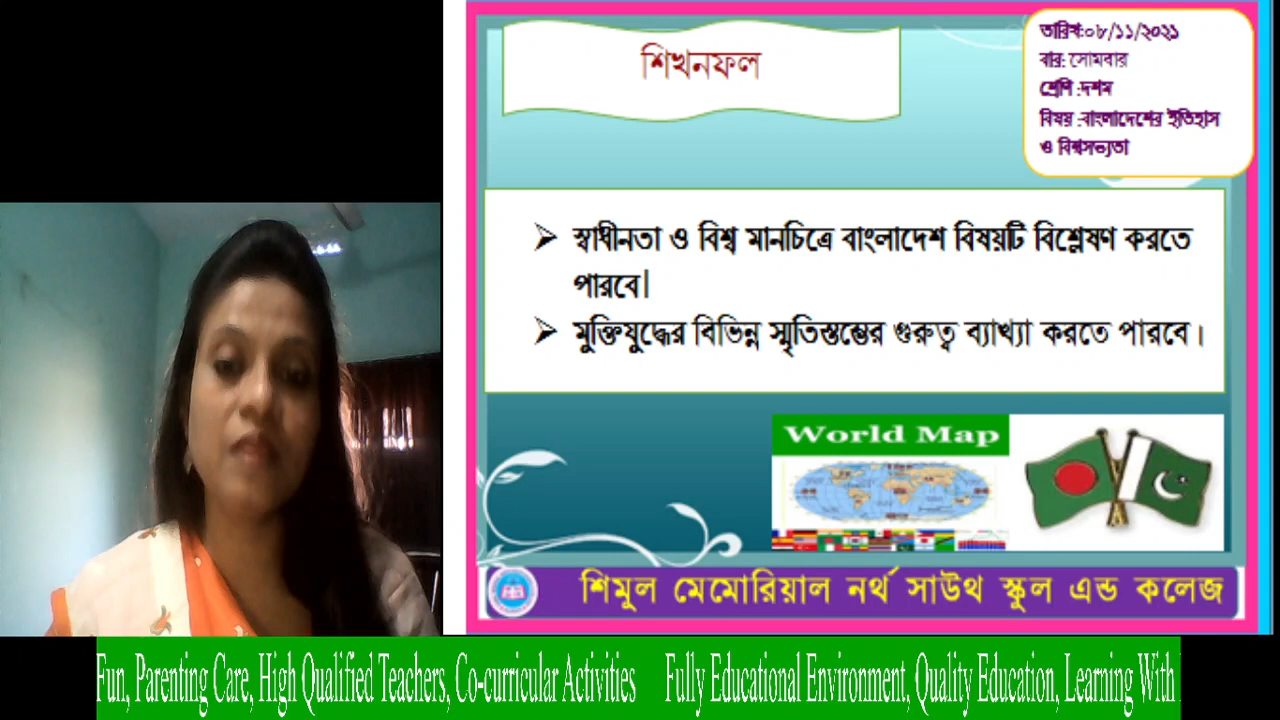 শিখনফল
তারিখ:০৮/১১/২০২১
বার: সোমবার
শ্রেণি :দশম
বিষয় :বাংলাদেশের ইতিহাস
ও বিশ্বসভ্যতা
স্বাধীনতা ও বিশ্ব মানচিত্রে বাংলাদেশ বিষয়টি বিশ্লেষণ করতে
পারবে।
মুক্তিযুদ্ধের বিভিন্ন স্মৃতিস্তম্ভের গুরুত্ব ব্যাখ্যা করতে পারবে।
World Map
শিমুল মেমোরিয়াল নর্থ সাউথ স্কুল এন্ড কলেজ
Fun, Parenting Care, High Qualified Teachers, Co-curricular Activities Fully Educational Environment, Quality Education, Learning With